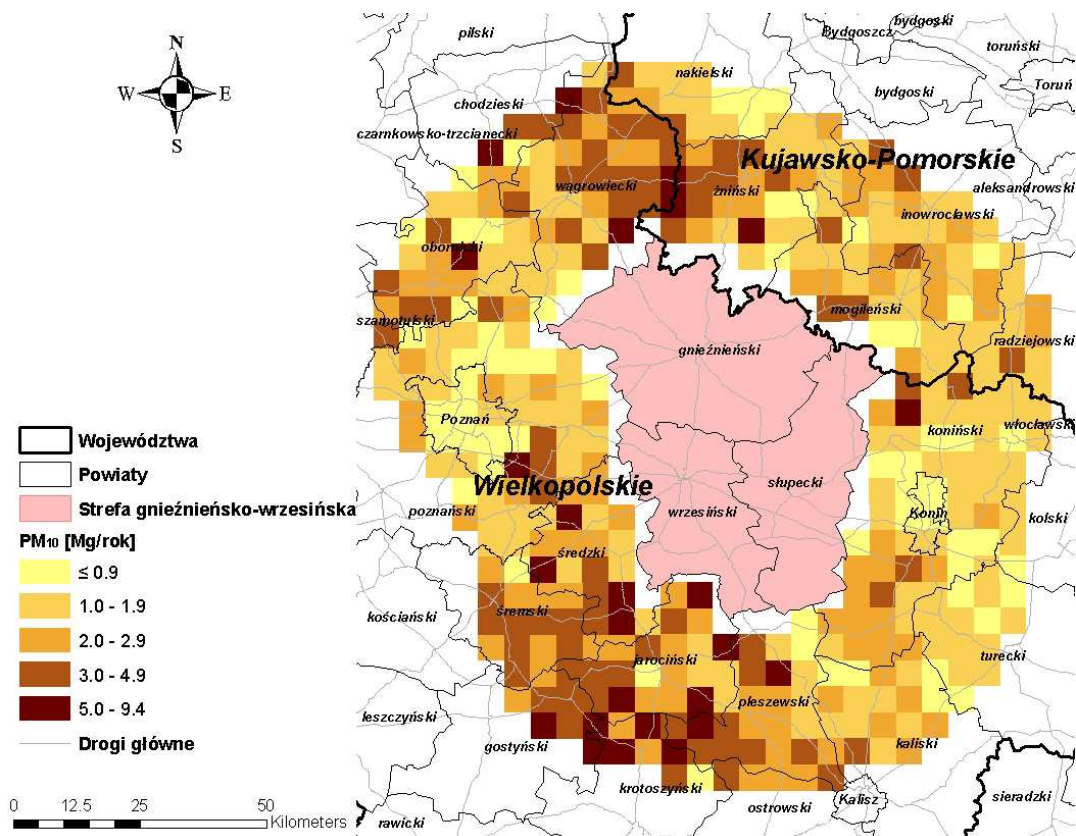 N
W E
S
pilski
bydgoski
Bydgoszcz
toruński
nakielski
bydgoski
Toruń
chodzieski
czarnkowsko-trzcianecki
Kujawsko-Pomorskie
wągrowiecki
żniński
aleksandrowski
inowrocławski
obornicki
mogileński
szamotulski
gnieźnieński
radziejowski
Poznań
koniński
włocławski
Wielkopolskie
słupecki
poznański
wrzesiński
Konin
kolski
średzki
kościański
śremski
jarociński
turecki
pleszewski
leszczyński
gostyński
kaliski
krotoszyński
ostrowski
Kalisz
sieradzki
rawicki
Województwa
Powiaty
Strefa gnieźnieńsko-wrzesińska
PM10 [Mg/rok]
≤ 0.9
1.0 - 1.9
2.0 - 2.9
3.0 - 4.9
5.0 - 9.4
Drogi główne
0 12.5 25 50
Kilometers